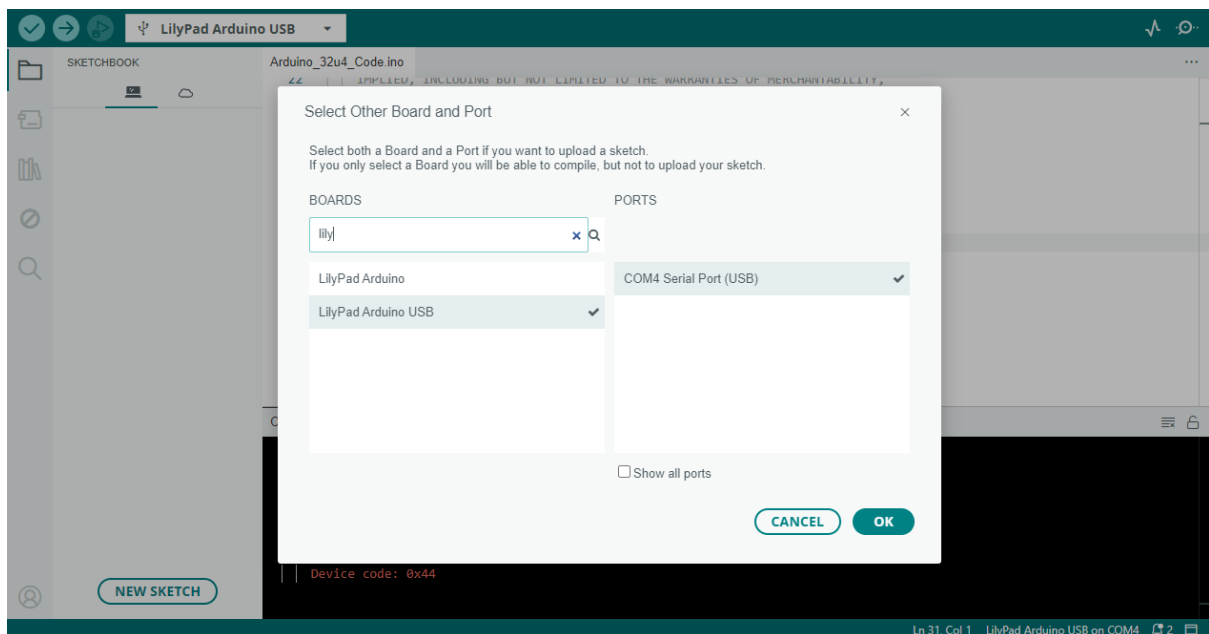 LilyPad Arduino USB
SKETCHBOOK
Arduino_32u4_Code.ino
22 IMPLIED, INCLUDING BUT NOT LIMITED TO THE WARRANTIES OF MERCHANTABILITY,
Select Other Board and Port
Select both a Board and a Port if you want to upload a sketch.
If you only select a Board you will be able to compile, but not to upload your sketch.
BOARDS
PORTS
lily
LilyPad Arduino
COM4 Serial Port (USB)
LilyPad Arduino USB
Show all ports
CANCEL
OK
Device code: 0x44
NEW SKETCH
Ln 31, Col 1 LilyPad Arduino USB on COM4 2